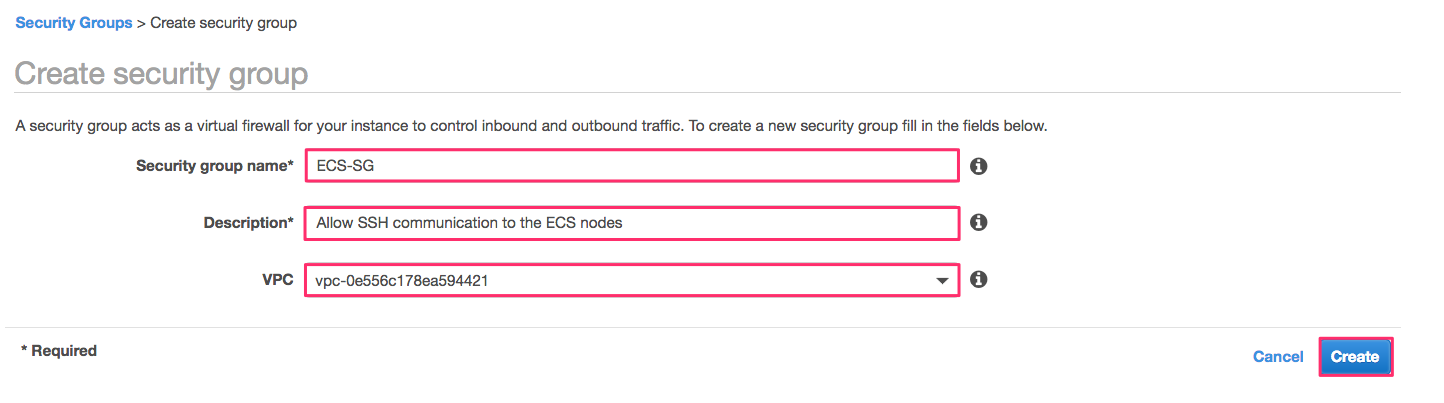 Security Groups > Create security group
Create security group
A security group acts as a virtual firewall for your instance to control inbound and outbound traffic. To create a new security group fill in the fields below.
Security group name* ECS-SG
Description* Allow SSH communication to the ECS nodes
VPC vpc-0e556c178ea594421
* Required
Cancel Create